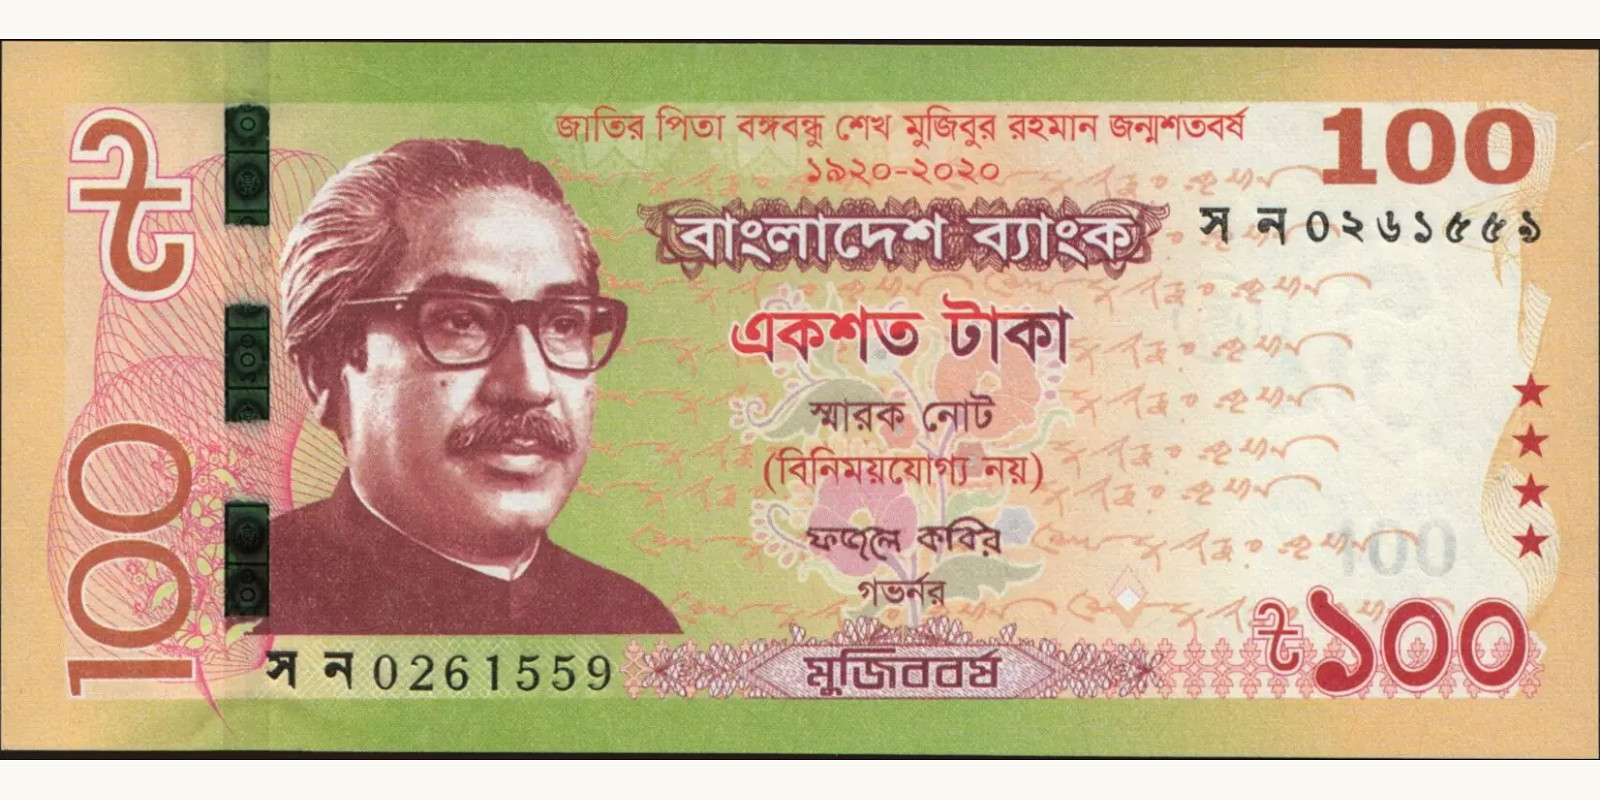 জাতির পিতা বঙ্গবন্ধু শেখ মুজিবুর রহমান জন্মশতবর্ষ
১৯২০-২০২০
100
বাংলাদেশ ব্যাংক
স ন ০২৬১৫৫৯
৳
একশত টাকা
স্মারক নোট
(বিনিময়যোগ্য নয়)
ফজলে কবির
গভর্নর
100
100
৳১০০
স ন 0261559
মুজিববর্ষ